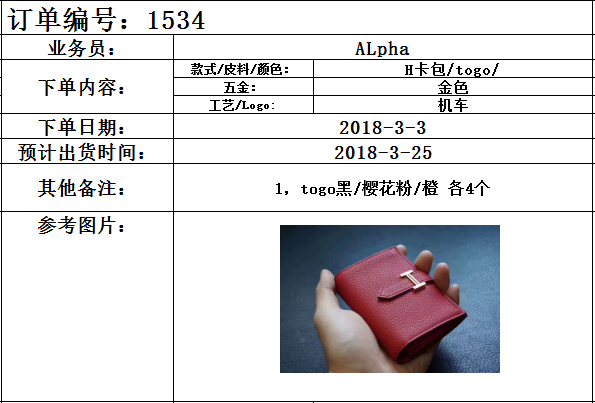 订单编号：1534
业务员： ALpha
下单内容： 款式/皮料/颜色： H卡包/togo/
五金： 金色
工艺/Logo: 机车
下单日期： 2018-3-3
预计出货时间： 2018-3-25
其他备注： 1，togo黑/樱花粉/橙 各4个
参考图片：